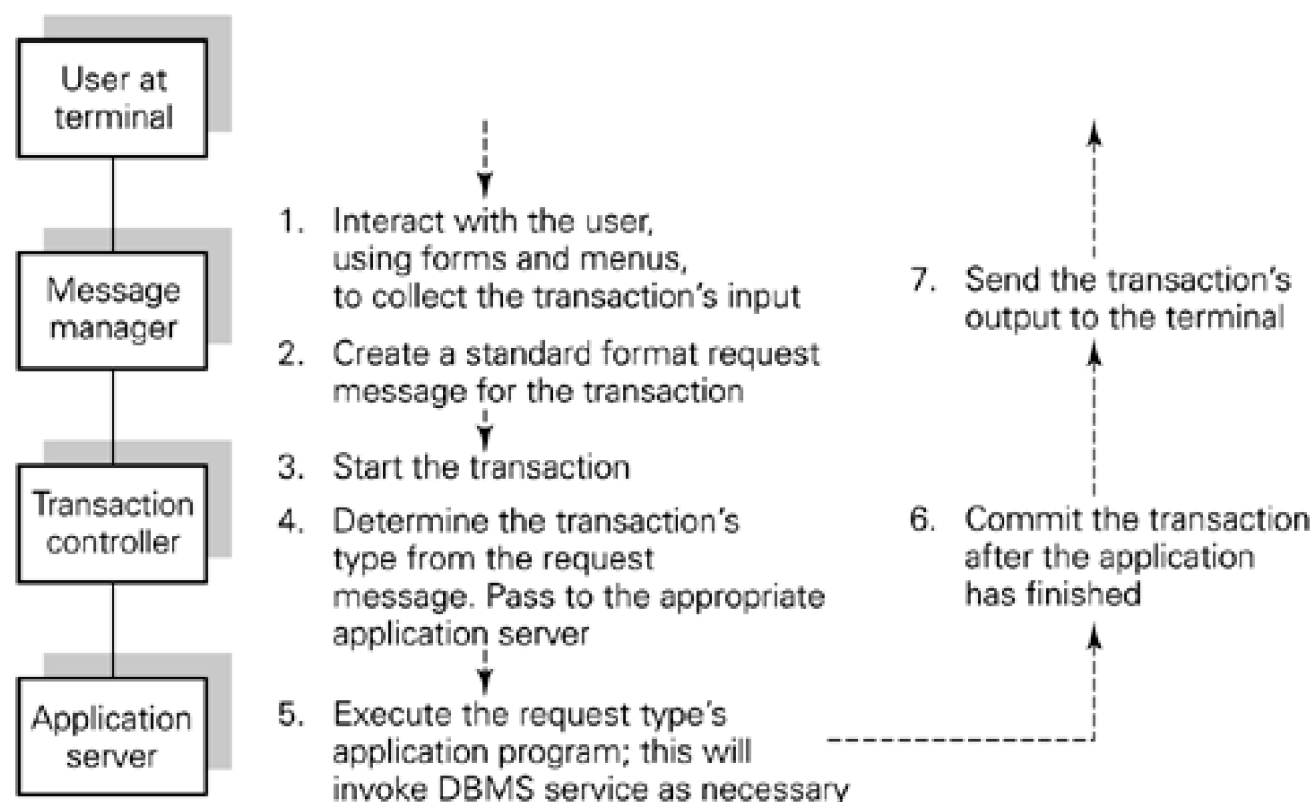 User at
terminal
Message
manager
Transaction
controller
Application
server
1. Interact with the user,
using forms and menus,
to collect the transaction's input
2. Create a standard format request
message for the transaction
3. Start the transaction
4. Determine the transaction's
type from the request
message. Pass to the appropriate
application server
5. Execute the request type's
application program; this will
invoke DBMS service as necessary
6. Commit the transaction
after the application
has finished
7. Send the transaction's
output to the terminal